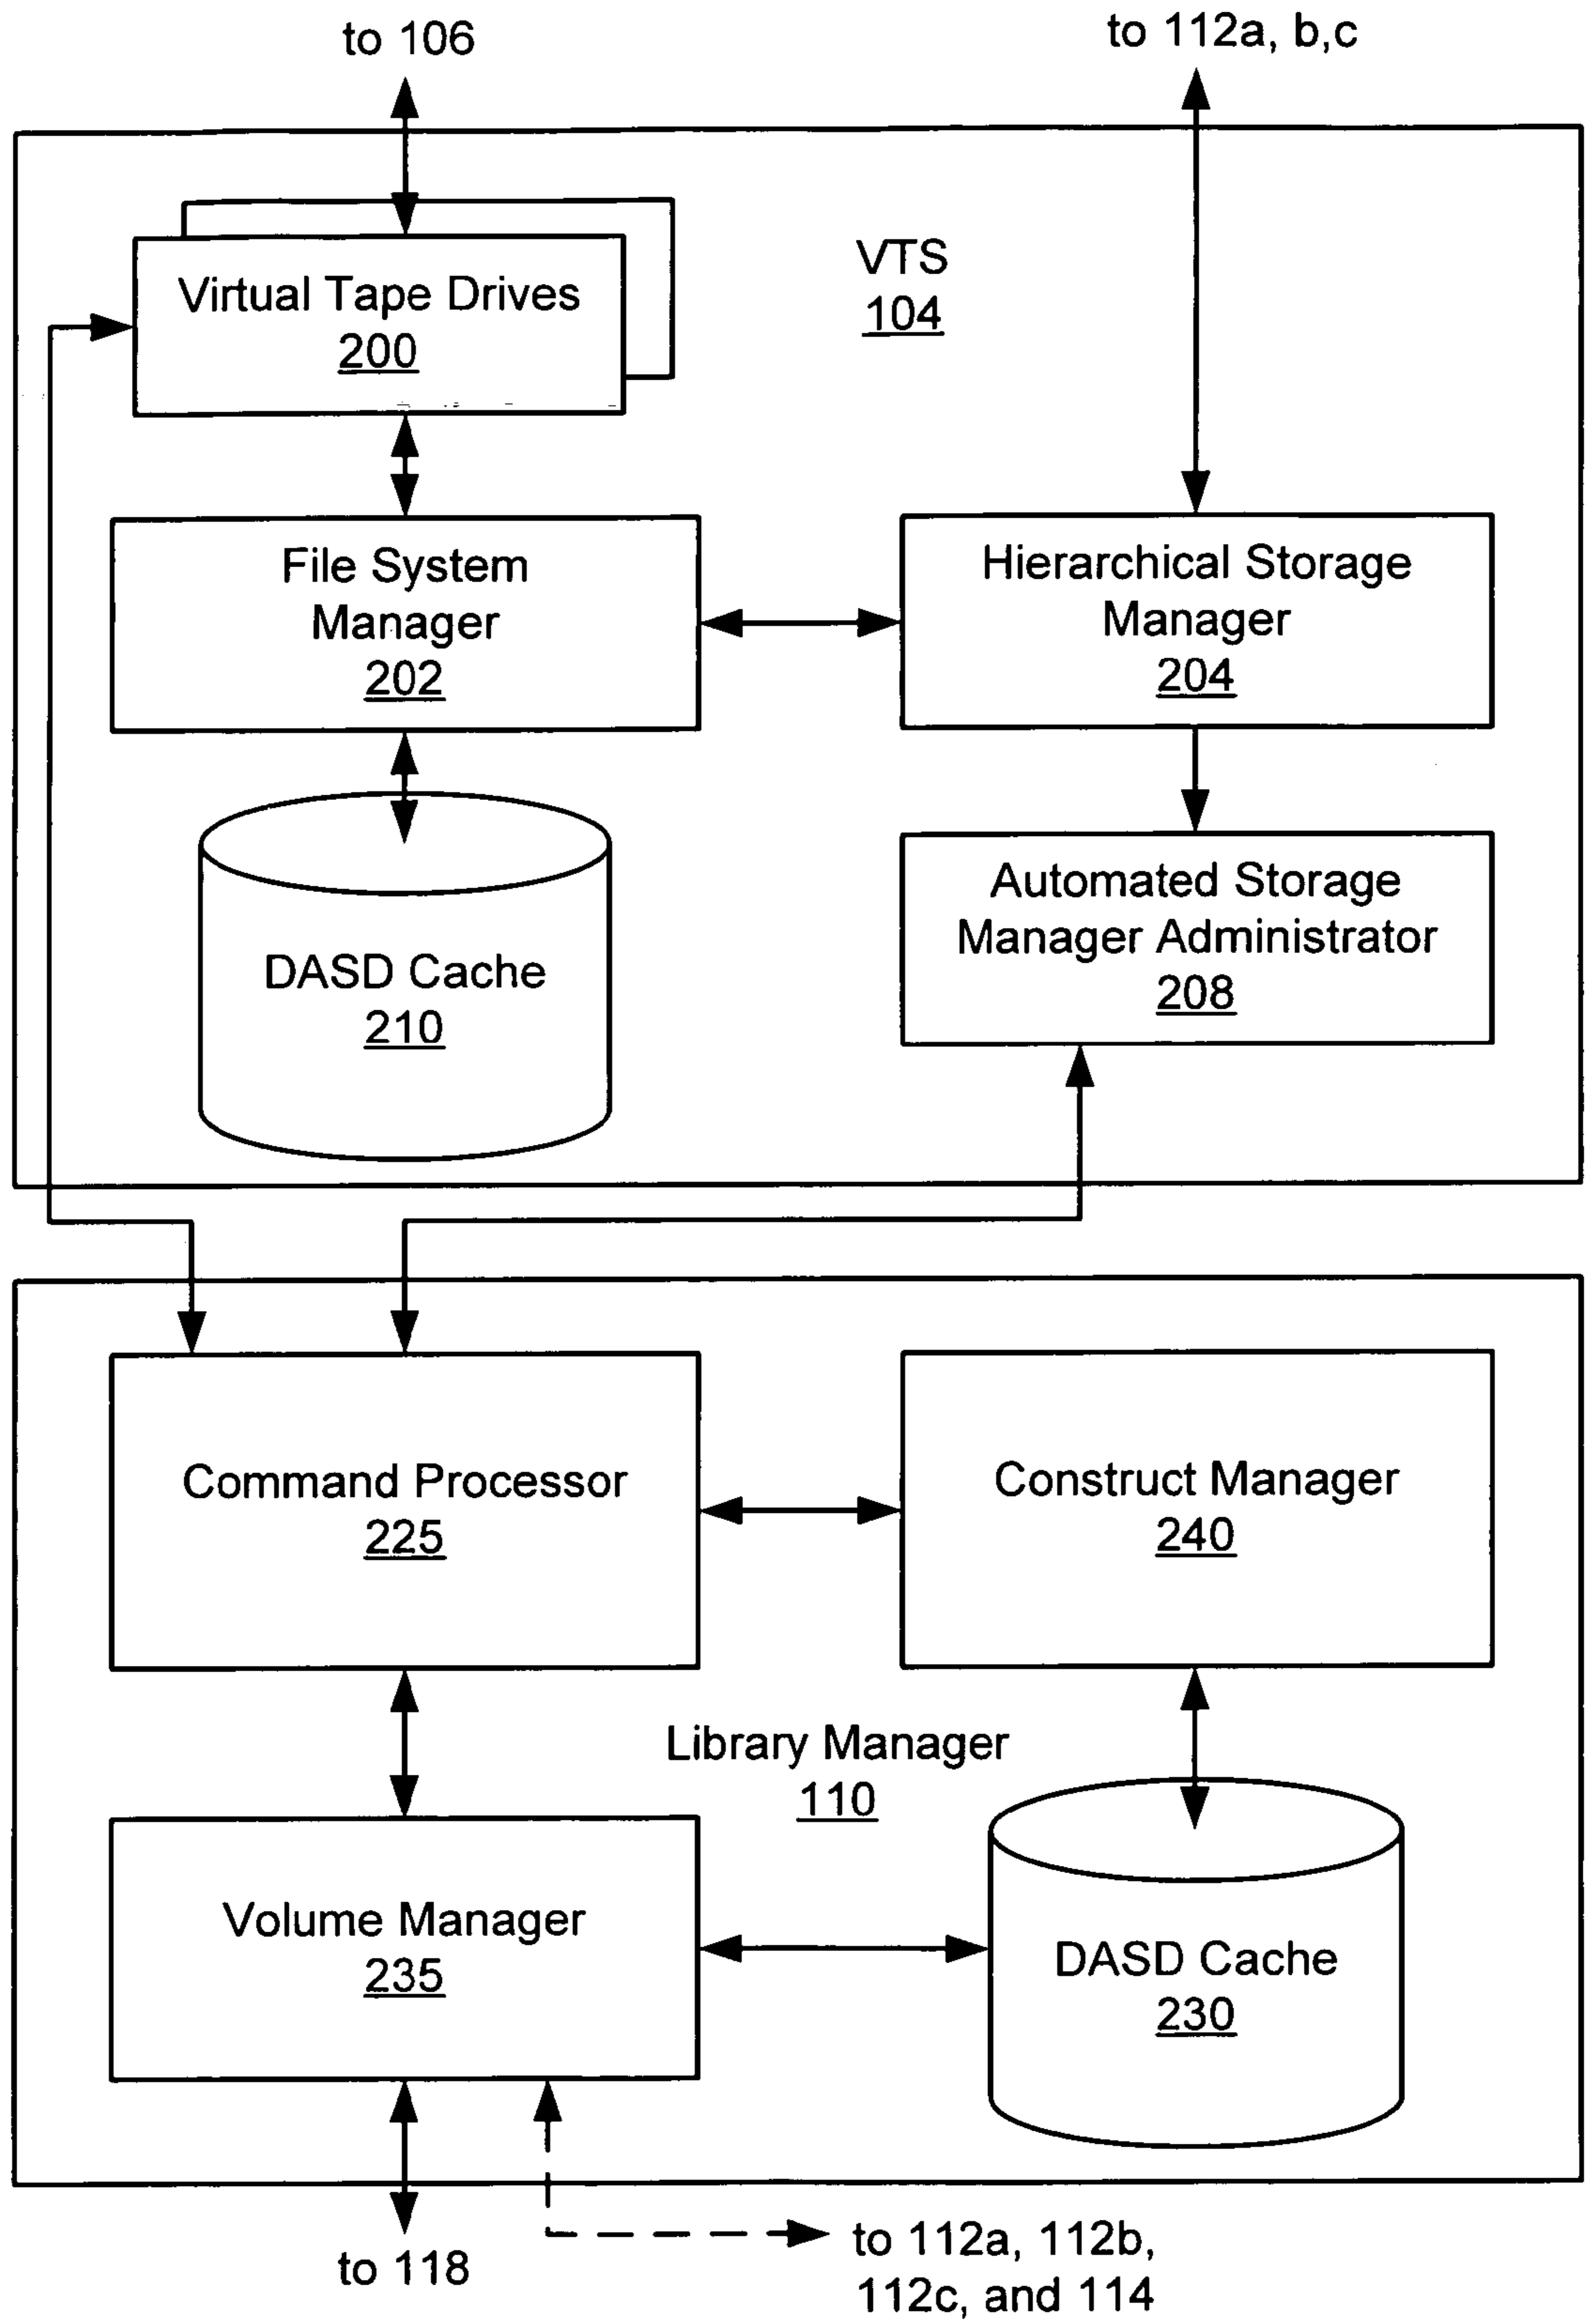 to 106
to 112a, b,c
VTS
104
Virtual Tape Drives
200
File System
Manager
202
Hierarchical Storage
Manager
204
DASD Cache
210
Automated Storage
Manager Administrator
208
Command Processor
225
Construct Manager
240
Library Manager
110
Volume Manager
235
DASD Cache
230
to 118
to 112a, 112b,
112c, and 114